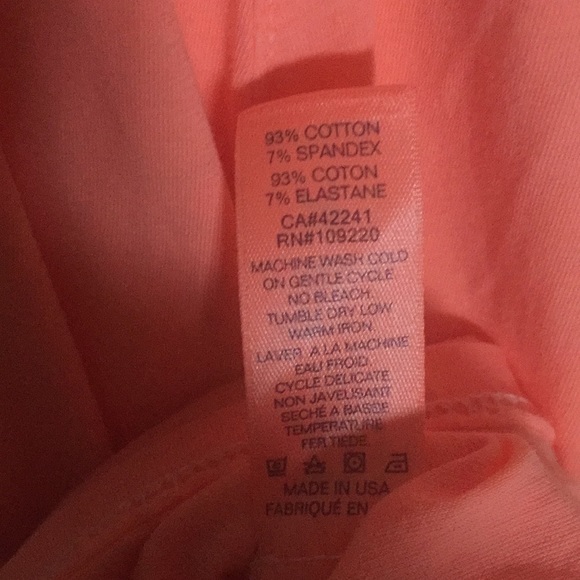 93% COTTON
7% SPANDEX
93% COTON
7% ELASTANE
CA#42241
RN#109220
MACHINE WASH COLD
ON GENTLE CYCLE
NO BLEACH.
TUMBLE DRY LOW
WARM IRON.
LAVER A LA MACHINE
EAU FROID.
CYCLE DELICATE
NON JAVELISANT
SECHÉ A BASSE
TEMPERATURE.
FER TIEDE.
MADE IN USA
FABRIQUÉ EN